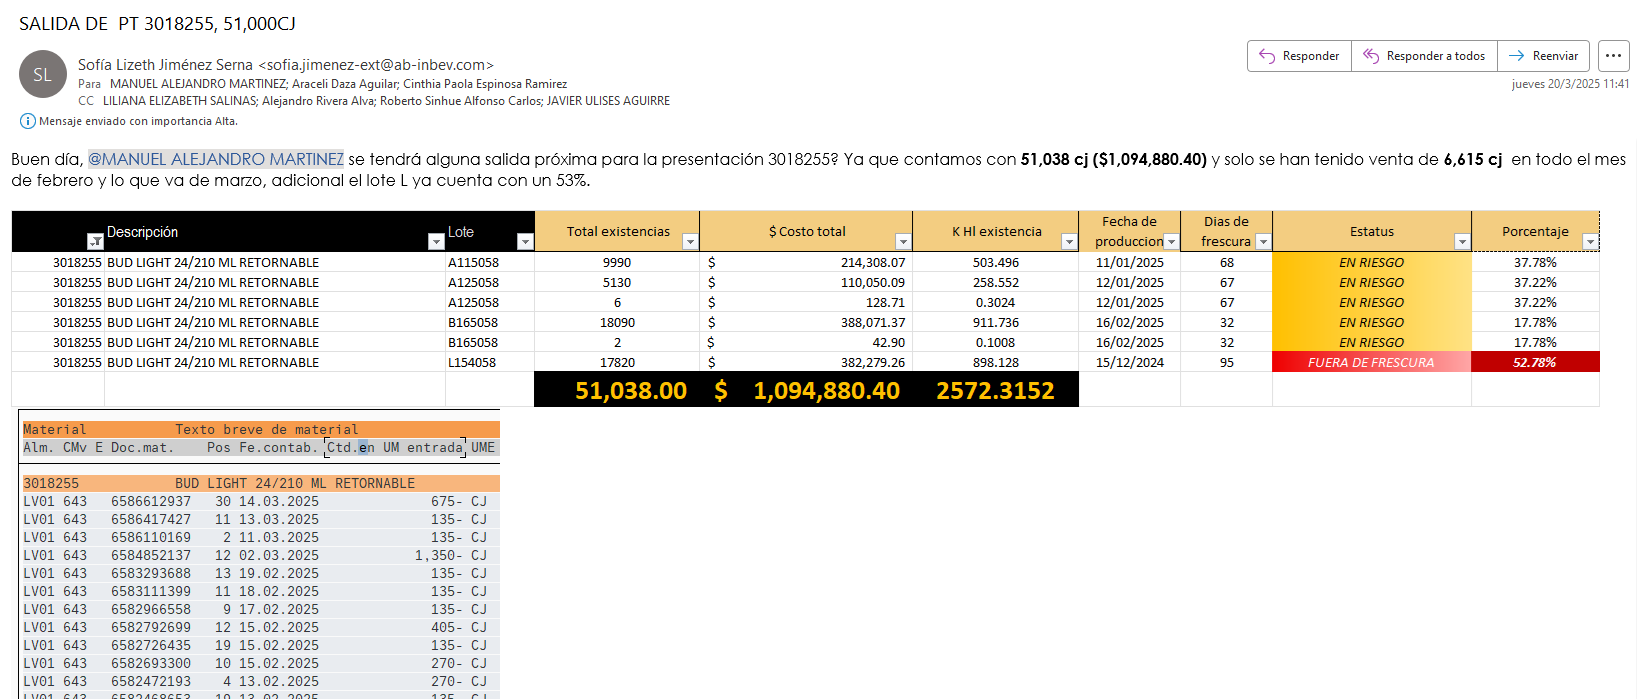 SALIDA DE  PT 3018255, 51,000CJ
SL
Sofía Lizeth Jiménez Serna <sofia.jimenez-ext@ab-inbev.com>
Para MANUEL ALEJANDRO MARTINEZ; Araceli Daza Aguilar; Cinthia Paola Espinosa Ramirez
CC LILIANA ELIZABETH SALINAS; Alejandro Rivera Alva; Roberto Sinhue Alfonso Carlos; JAVIER ULISES AGUIRRE
Mensaje enviado con importancia Alta.
Responder Responder a todos Reenviar ...
jueves 20/3/2025 11:41
Buen día, @MANUEL ALEJANDRO MARTINEZ se tendrá alguna salida próxima para la presentación 3018255? Ya que contamos con 51,038 cj ($1,094,880.40) y solo se han tenido venta de 6,615 cj en todo el mes
de febrero y lo que va de marzo, adicional el lote L ya cuenta con un 53%.
Descripción Lote Total existencias $ Costo total K Hl existencia Fecha de produccion Dias de frescura Estatus Porcentaje
3018255 BUD LIGHT 24/210 ML RETORNABLE A115058 9990 $ 214,308.07 503.496 11/01/2025 68 EN RIESGO 37.78%
3018255 BUD LIGHT 24/210 ML RETORNABLE A125058 5130 $ 110,050.09 258.552 12/01/2025 67 EN RIESGO 37.22%
3018255 BUD LIGHT 24/210 ML RETORNABLE A125058 6 $ 128.71 0.3024 12/01/2025 67 EN RIESGO 37.22%
3018255 BUD LIGHT 24/210 ML RETORNABLE B165058 18090 $ 388,071.37 911.736 16/02/2025 32 EN RIESGO 17.78%
3018255 BUD LIGHT 24/210 ML RETORNABLE B165058 2 $ 42.90 0.1008 16/02/2025 32 EN RIESGO 17.78%
3018255 BUD LIGHT 24/210 ML RETORNABLE L154058 17820 $ 382,279.26 898.128 15/12/2024 95 FUERA DE FRESCURA 52.78%
51,038.00 $ 1,094,880.40 2572.3152
Material Texto breve de material
Alm. CMv E Doc.mat. Pos Fe.contab. Ctd.en UM entrada UME
3018255 BUD LIGHT 24/210 ML RETORNABLE
LV01 643 6586612937 30 14.03.2025 675- CJ
LV01 643 6586417427 11 13.03.2025 135- CJ
LV01 643 6586110169 2 11.03.2025 135- CJ
LV01 643 6584852137 12 02.03.2025 1,350- CJ
LV01 643 6583293688 13 19.02.2025 135- CJ
LV01 643 6583111399 11 18.02.2025 135- CJ
LV01 643 6582966558 9 17.02.2025 135- CJ
LV01 643 6582792699 12 15.02.2025 405- CJ
LV01 643 6582726435 19 15.02.2025 135- CJ
LV01 643 6582693300 10 15.02.2025 270- CJ
LV01 643 6582472193 4 13.02.2025 270- CJ
LV01 643 6582468653 19 13.02.2025 135- CJ